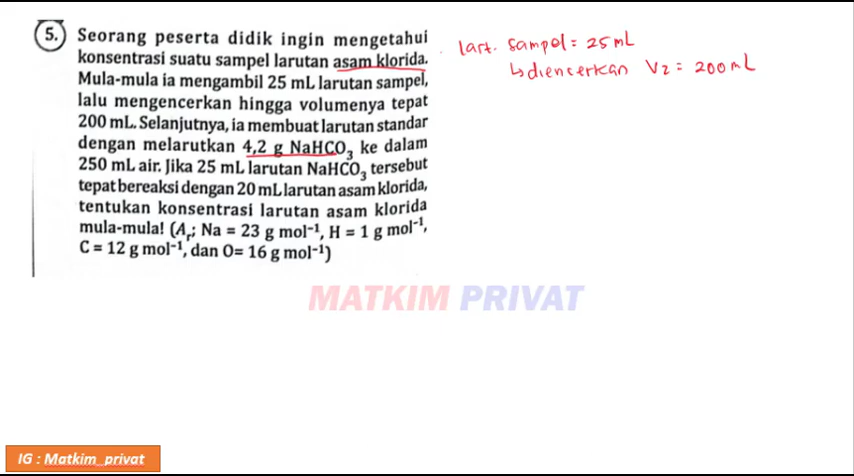 5. Seorang peserta didik ingin mengetahui
konsentrasi suatu sampel larutan asam klorida.
Mula-mula ia mengambil 25 mL larutan sampel,
lalu mengencerkan hingga volumenya tepat
200 mL. Selanjutnya, ia membuat larutan standar
dengan melarutkan 4,2 g NaHCO₃ ke dalam
250 mL air. Jika 25 mL larutan NaHCO₃ tersebut
tepat bereaksi dengan 20 mL larutan asam klorida,
tentukan konsentrasi larutan asam klorida
mula-mula! (Aᵣ; Na = 23 g mol⁻¹, H = 1 g mol⁻¹,
C = 12 g mol⁻¹, dan O= 16 g mol⁻¹)
lart. sampel = 25 mL
↳ diencerkan V2 = 200 mL
MATKIM PRIVAT
IG : Matkim_privat